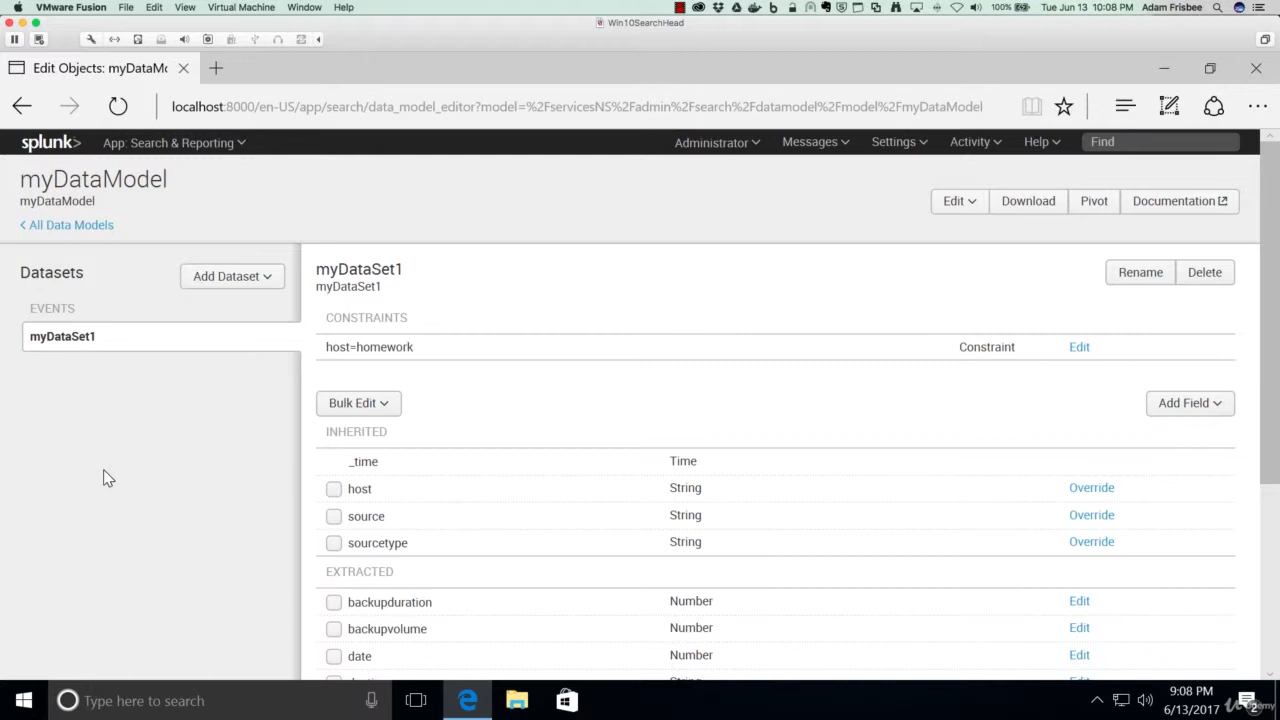 VMware Fusion File Edit View Virtual Machine Window Help 100% Tue Jun 13 10:08 PM Adam Frisbee
Win10SearchHead
Edit Objects: myDataMo
localhost:8000/en-US/app/search/data_model_editor?model=%2FservicesNS%2Fadmin%2Fsearch%2Fdatamodel%2Fmodel%2FmyDataModel
splunk> App: Search & Reporting Administrator Messages Settings Activity Help Find
myDataModel
myDataModel
< All Data Models
Edit Download Pivot Documentation
Datasets Add Dataset
EVENTS
myDataSet1
myDataSet1
myDataSet1
Rename Delete
CONSTRAINTS
host=homework Constraint Edit
Bulk Edit Add Field
INHERITED
_time Time
host String Override
source String Override
sourcetype String Override
EXTRACTED
backupduration Number Edit
backupvolume Number Edit
date Number Edit
Type here to search
9:08 PM
6/13/2017
2
Udemy